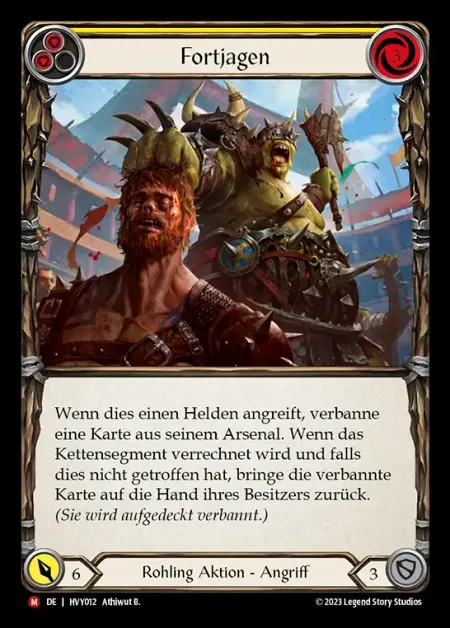 3
Fortjagen
Wenn dies einen Helden angreift, verbanne
eine Karte aus seinem Arsenal. Wenn das
Kettensegment verrechnet wird und falls
dies nicht getroffen hat, bringe die verbannte
Karte auf die Hand ihres Besitzers zurück.
(Sie wird aufgedeckt verbannt.)
6
Rohling Aktion - Angriff
3
M DE | HVY012 Athiwut B.
© 2023 Legend Story Studios